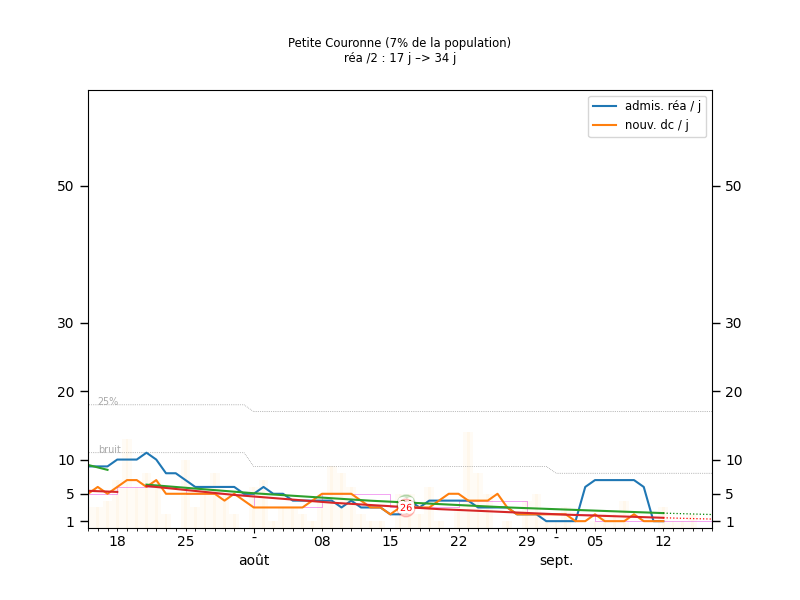 Petite Couronne (7% de la population)
réa /2 : 17 j –> 34 j
admis. réa / j
nouv. dc / j
50 50
30 30
20 20
25%
bruit
10 10
5 5
26
1 1
18 25 - 08 15 22 29 - 05 12
août sept.